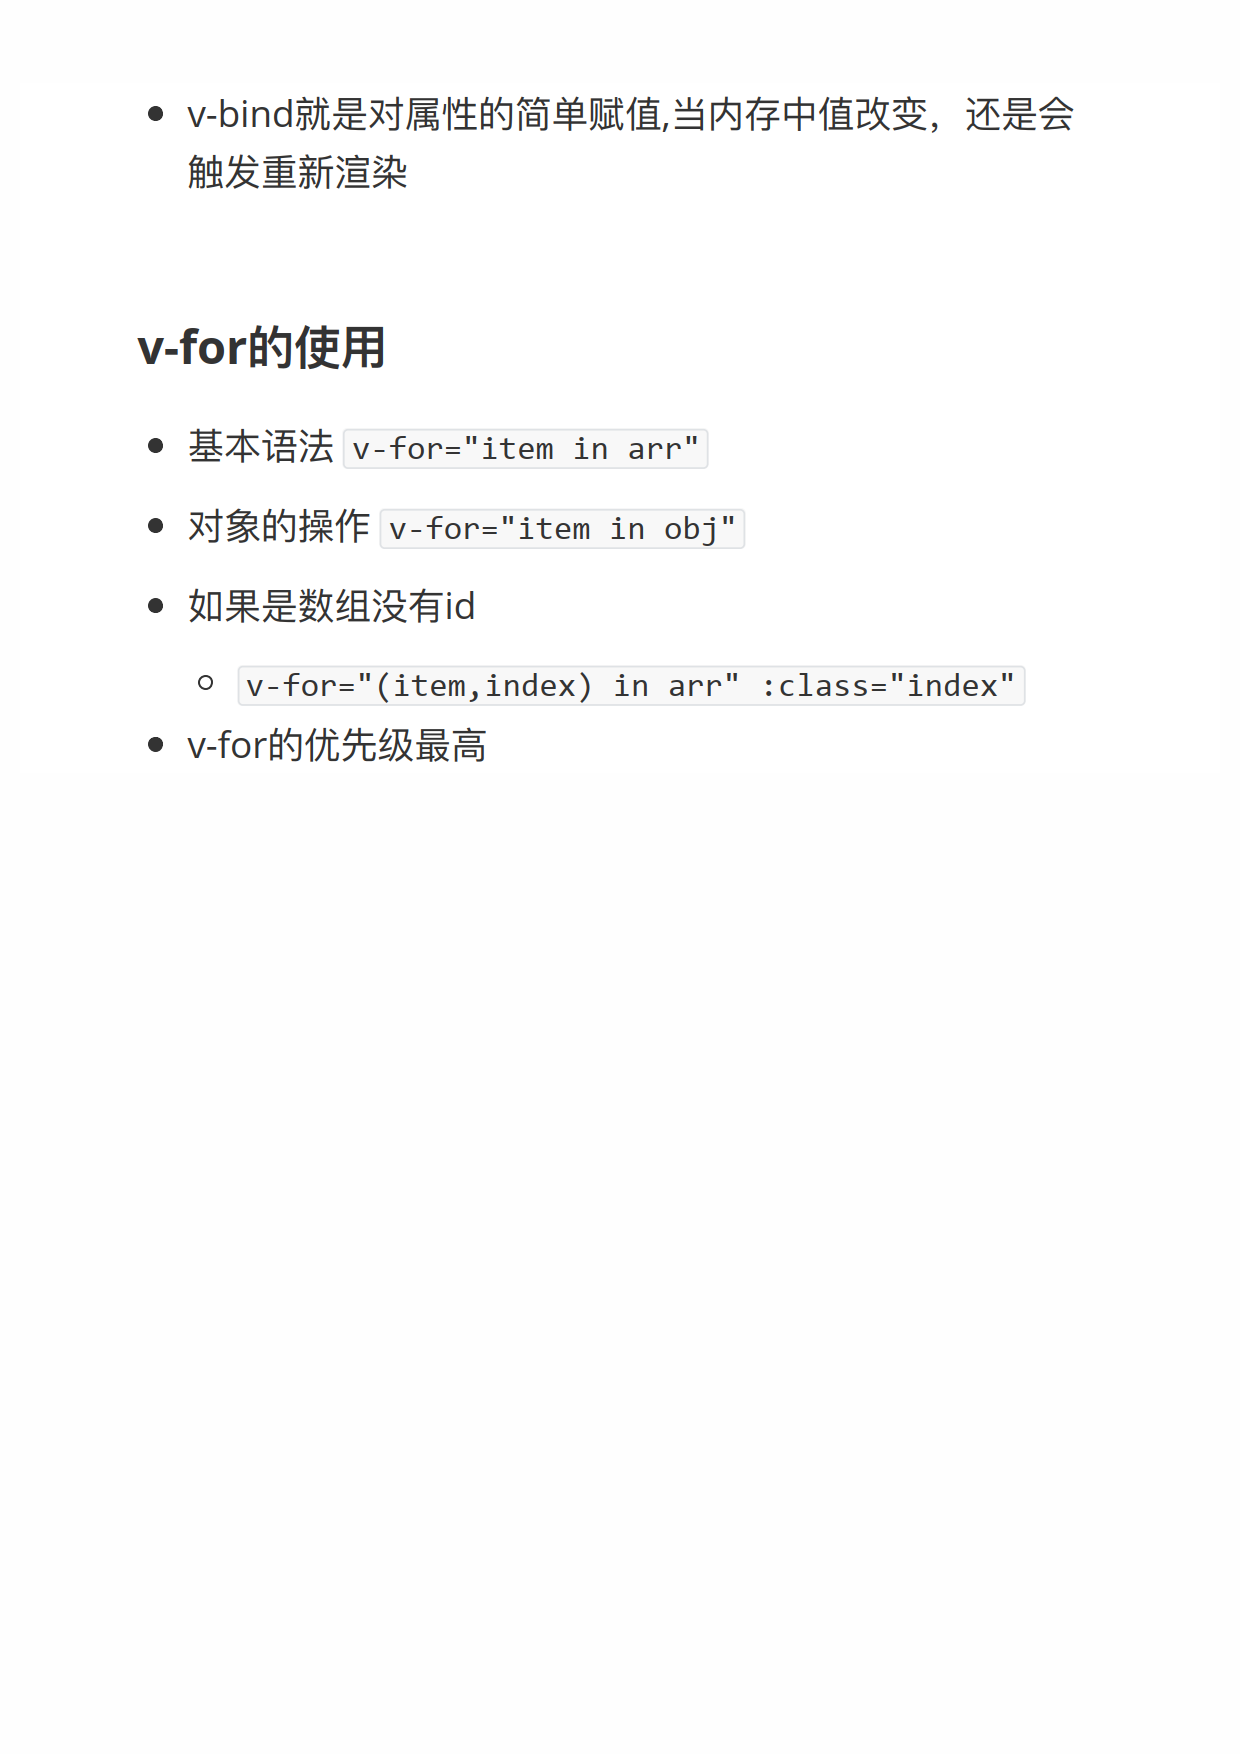 v-bind就是对属性的简单赋值,当内存中值改变，还是会
触发重新渲染
v-for的使用
基本语法 v-for="item in arr"
对象的操作 v-for="item in obj"
如果是数组没有id
v-for="(item,index) in arr" :class="index"
v-for的优先级最高